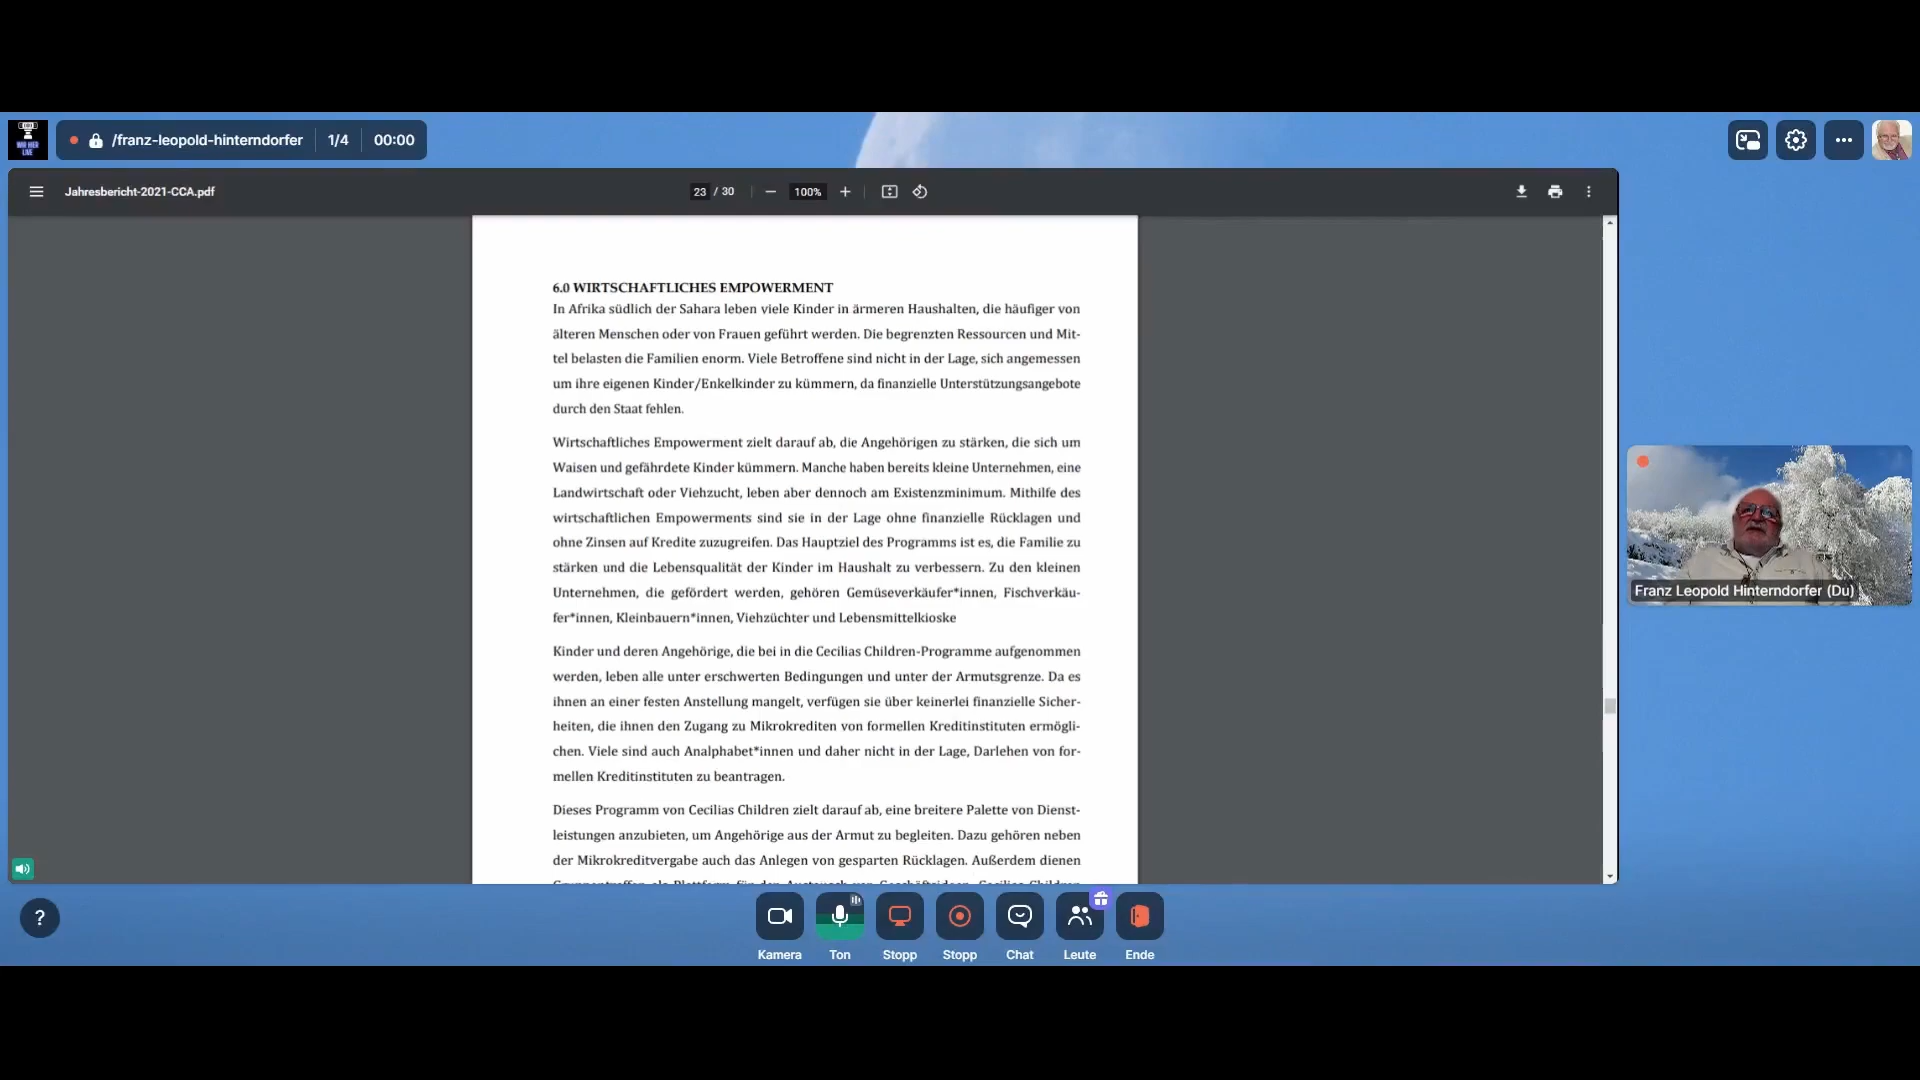 WIR HIER
LIVE
/franz-leopold-hinterndorfer 1/4 00:00
Jahresbericht-2021-CCA.pdf
23 / 30
100%
6.0 WIRTSCHAFTLICHES EMPOWERMENT
In Afrika südlich der Sahara leben viele Kinder in ärmeren Haushalten, die häufiger von
älteren Menschen oder von Frauen geführt werden. Die begrenzten Ressourcen und Mit-
tel belasten die Familien enorm. Viele Betroffene sind nicht in der Lage, sich angemessen
um ihre eigenen Kinder/Enkelkinder zu kümmern, da finanzielle Unterstützungsangebote
durch den Staat fehlen.
Wirtschaftliches Empowerment zielt darauf ab, die Angehörigen zu stärken, die sich um
Waisen und gefährdete Kinder kümmern. Manche haben bereits kleine Unternehmen, eine
Landwirtschaft oder Viehzucht, leben aber dennoch am Existenzminimum. Mithilfe des
wirtschaftlichen Empowerments sind sie in der Lage ohne finanzielle Rücklagen und
ohne Zinsen auf Kredite zuzugreifen. Das Hauptziel des Programms ist es, die Familie zu
stärken und die Lebensqualität der Kinder im Haushalt zu verbessern. Zu den kleinen
Unternehmen, die gefördert werden, gehören Gemüseverkäufer*innen, Fischverkäu-
fer*innen, Kleinbauern*innen, Viehzüchter und Lebensmittelkioske
Kinder und deren Angehörige, die bei in die Cecilias Children-Programme aufgenommen
werden, leben alle unter erschwerten Bedingungen und unter der Armutsgrenze. Da es
ihnen an einer festen Anstellung mangelt, verfügen sie über keinerlei finanzielle Sicher-
heiten, die ihnen den Zugang zu Mikrokrediten von formellen Kreditinstituten ermögli-
chen. Viele sind auch Analphabet*innen und daher nicht in der Lage, Darlehen von for-
mellen Kreditinstituten zu beantragen.
Dieses Programm von Cecilias Children zielt darauf ab, eine breitere Palette von Dienst-
leistungen anzubieten, um Angehörige aus der Armut zu begleiten. Dazu gehören neben
der Mikrokreditvergabe auch das Anlegen von gesparten Rücklagen. Außerdem dienen
Gruppentreffen als Plattform für den Austausch von Geschäftsideen. Cecilias Children
Franz Leopold Hinterndorfer (Du)
?
Kamera Ton Stopp Stopp Chat Leute Ende